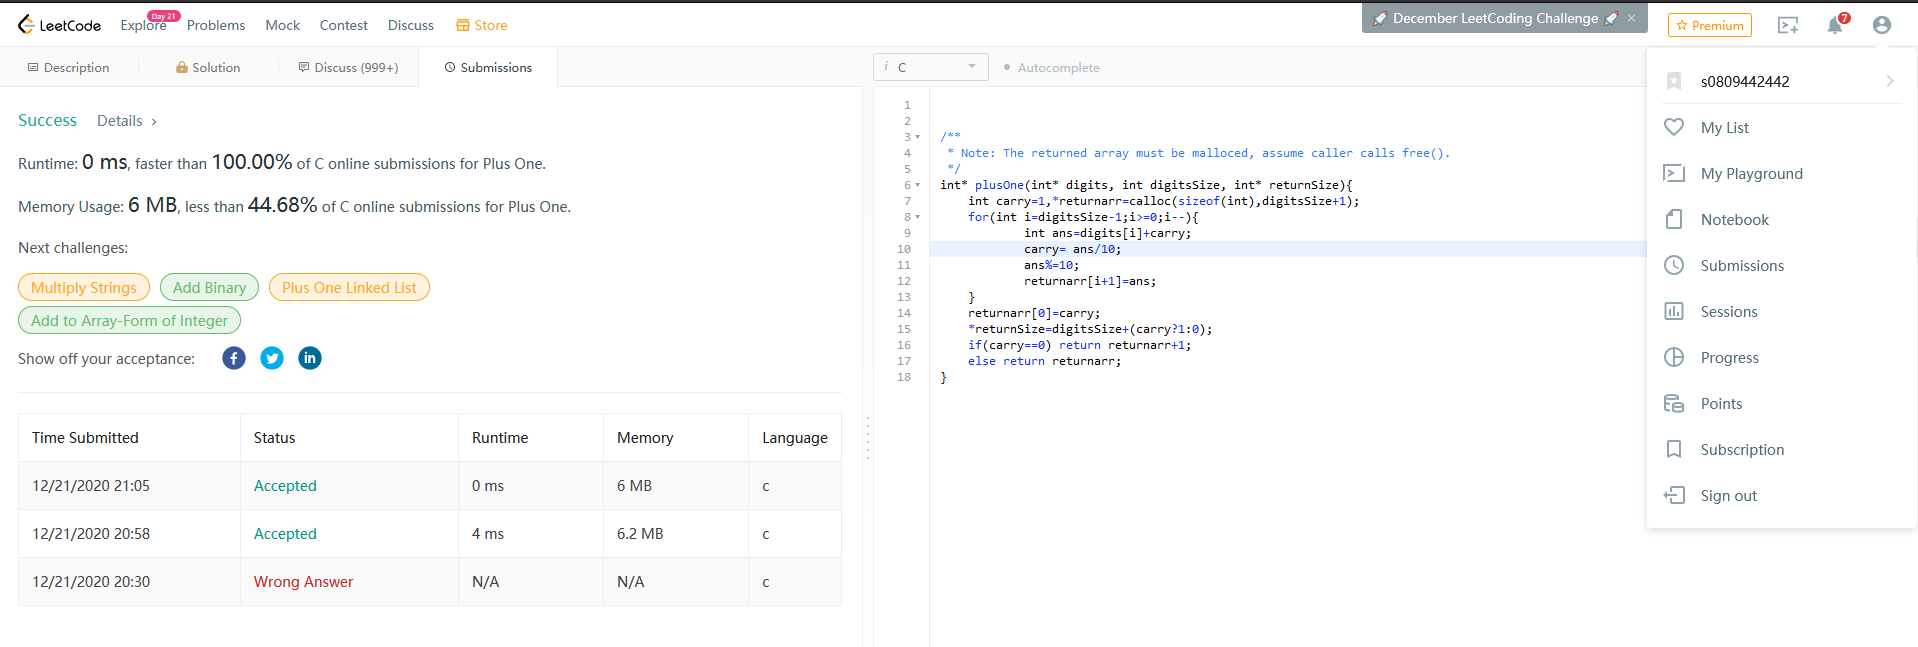 LeetCode Explore Day 21 Problems Mock Contest Discuss Store
🚀 December LeetCoding Challenge 🚀 ×
Premium 7
Description Solution Discuss (999+) Submissions
i C Autocomplete
Success Details ›
Runtime: 0 ms, faster than 100.00% of C online submissions for Plus One.
Memory Usage: 6 MB, less than 44.68% of C online submissions for Plus One.
Next challenges:
Multiply Strings Add Binary Plus One Linked List
Add to Array-Form of Integer
Show off your acceptance:
Time Submitted Status Runtime Memory Language
12/21/2020 21:05 Accepted 0 ms 6 MB c
12/21/2020 20:58 Accepted 4 ms 6.2 MB c
12/21/2020 20:30 Wrong Answer N/A N/A c
1
2
3 /**
4  * Note: The returned array must be malloced, assume caller calls free().
5  */
6 int* plusOne(int* digits, int digitsSize, int* returnSize){
7     int carry=1,*returnarr=calloc(sizeof(int),digitsSize+1);
8     for(int i=digitsSize-1;i>=0;i--){
9             int ans=digits[i]+carry;
10             carry= ans/10;
11             ans%=10;
12             returnarr[i+1]=ans;
13     }
14     returnarr[0]=carry;
15     *returnSize=digitsSize+(carry?1:0);
16     if(carry==0) return returnarr+1;
17     else return returnarr;
18 }
s0809442442
My List
My Playground
Notebook
Submissions
Sessions
Progress
Points
Subscription
Sign out